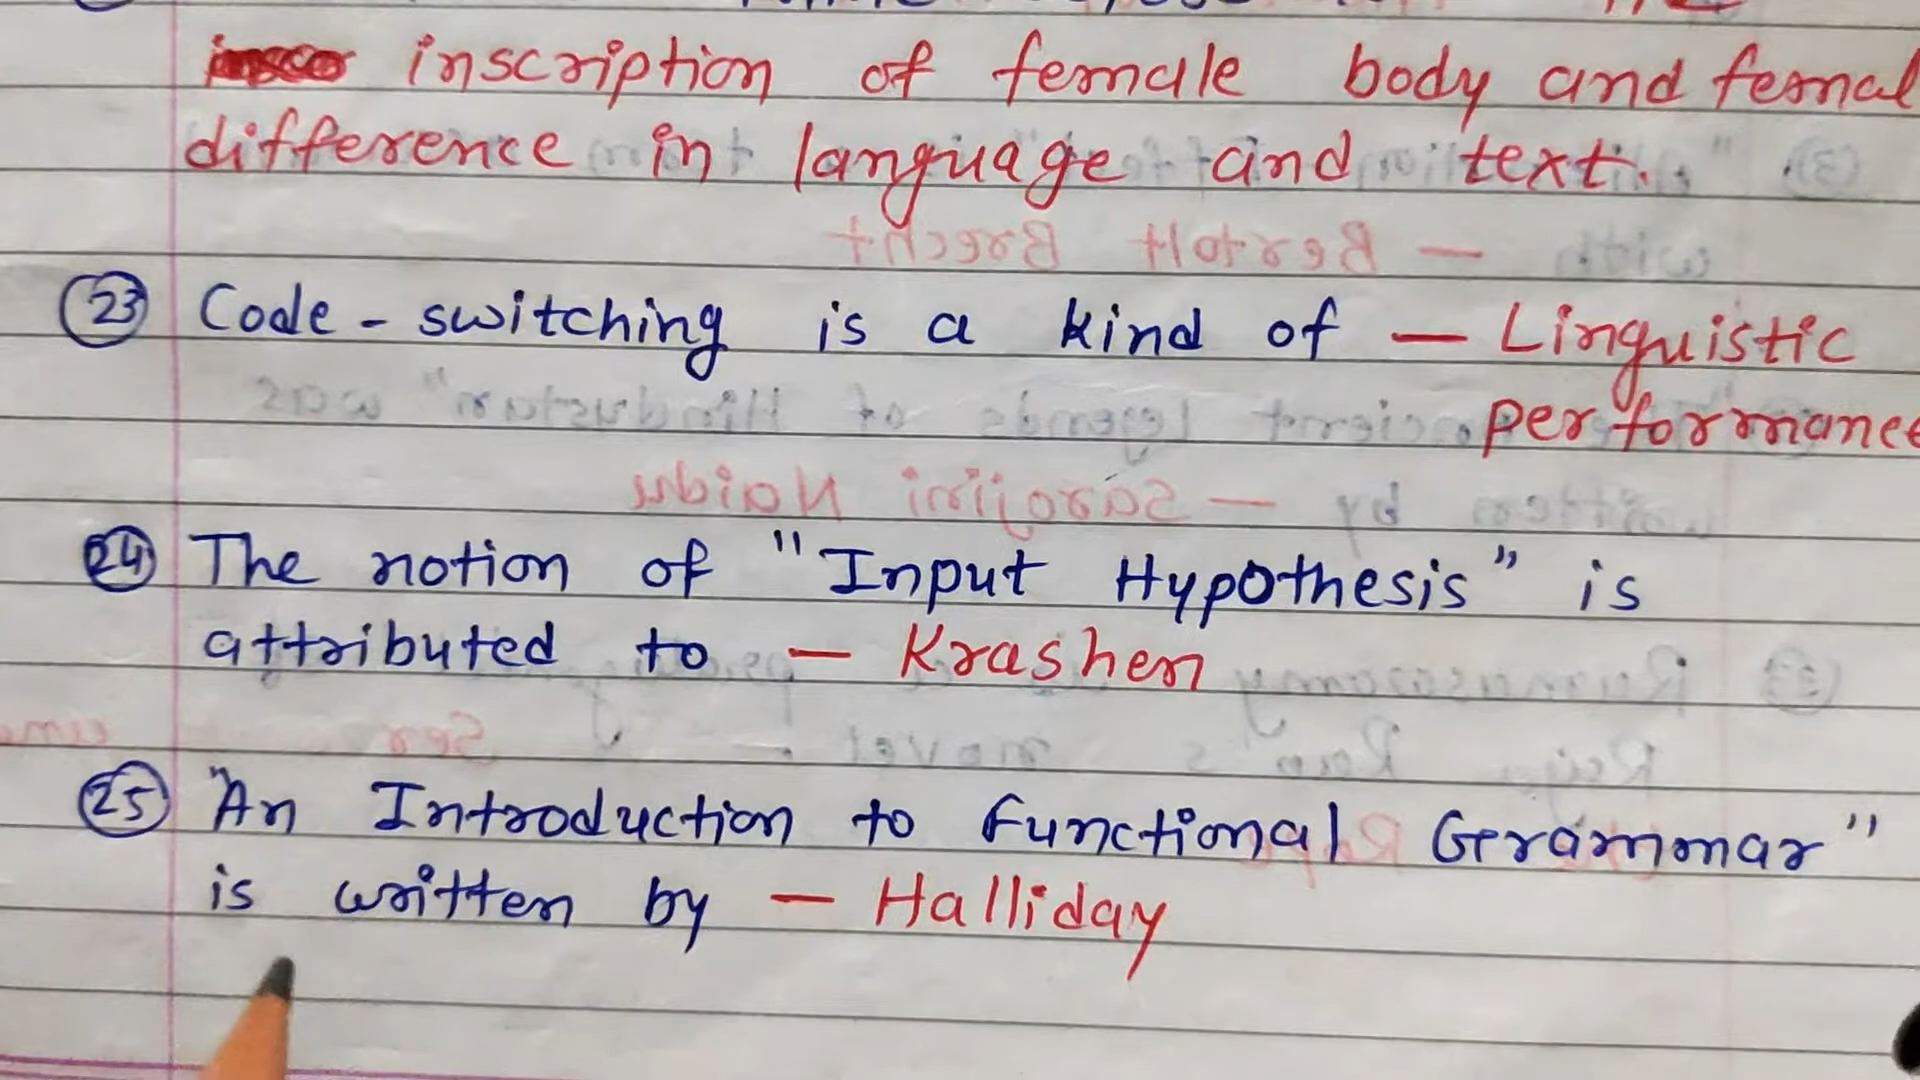 inscription of female body and femal
difference in language and text.
23 Code-switching is a kind of — Linguistic
performance
24 The notion of "Input Hypothesis" is
attributed to — Krashen
25 "An Introduction to Functional Grammar"
is written by — Halliday